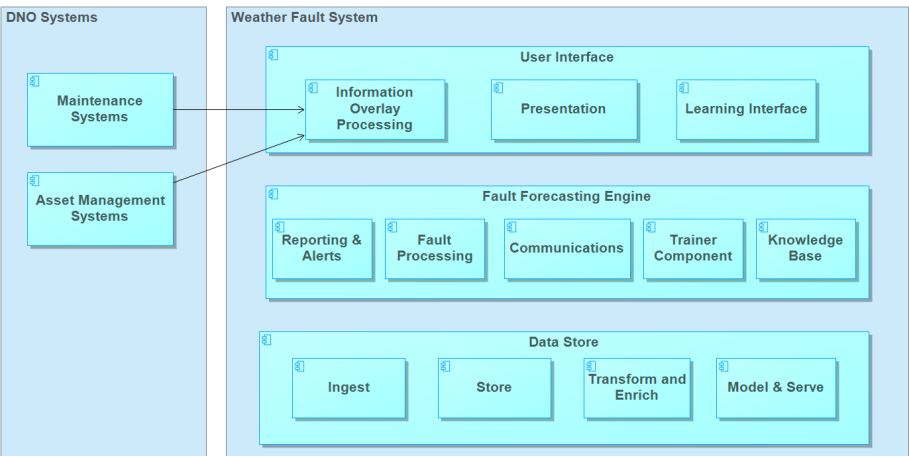 DNO Systems
Maintenance
Systems
Asset Management
Systems
Weather Fault System
User Interface
Information
Overlay
Processing
Presentation
Learning Interface
Fault Forecasting Engine
Reporting &
Alerts
Fault
Processing
Communications
Trainer
Component
Knowledge
Base
Data Store
Ingest
Store
Transform and
Enrich
Model & Serve